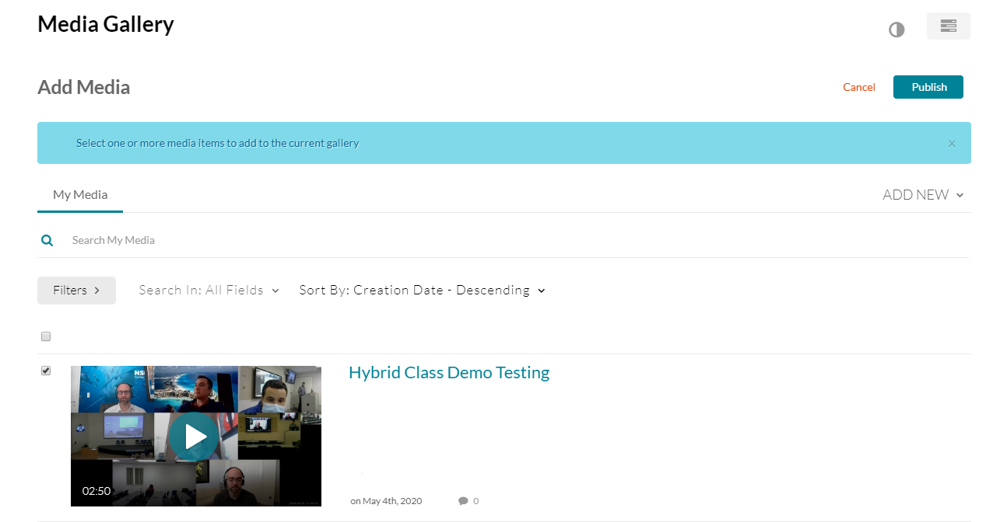 Media Gallery
Add Media
Cancel
Publish
Select one or more media items to add to the current gallery
×
My Media
ADD NEW
Search My Media
Filters
Search In: All Fields
Sort By: Creation Date - Descending
Hybrid Class Demo Testing
02:50
on May 4th, 2020
0